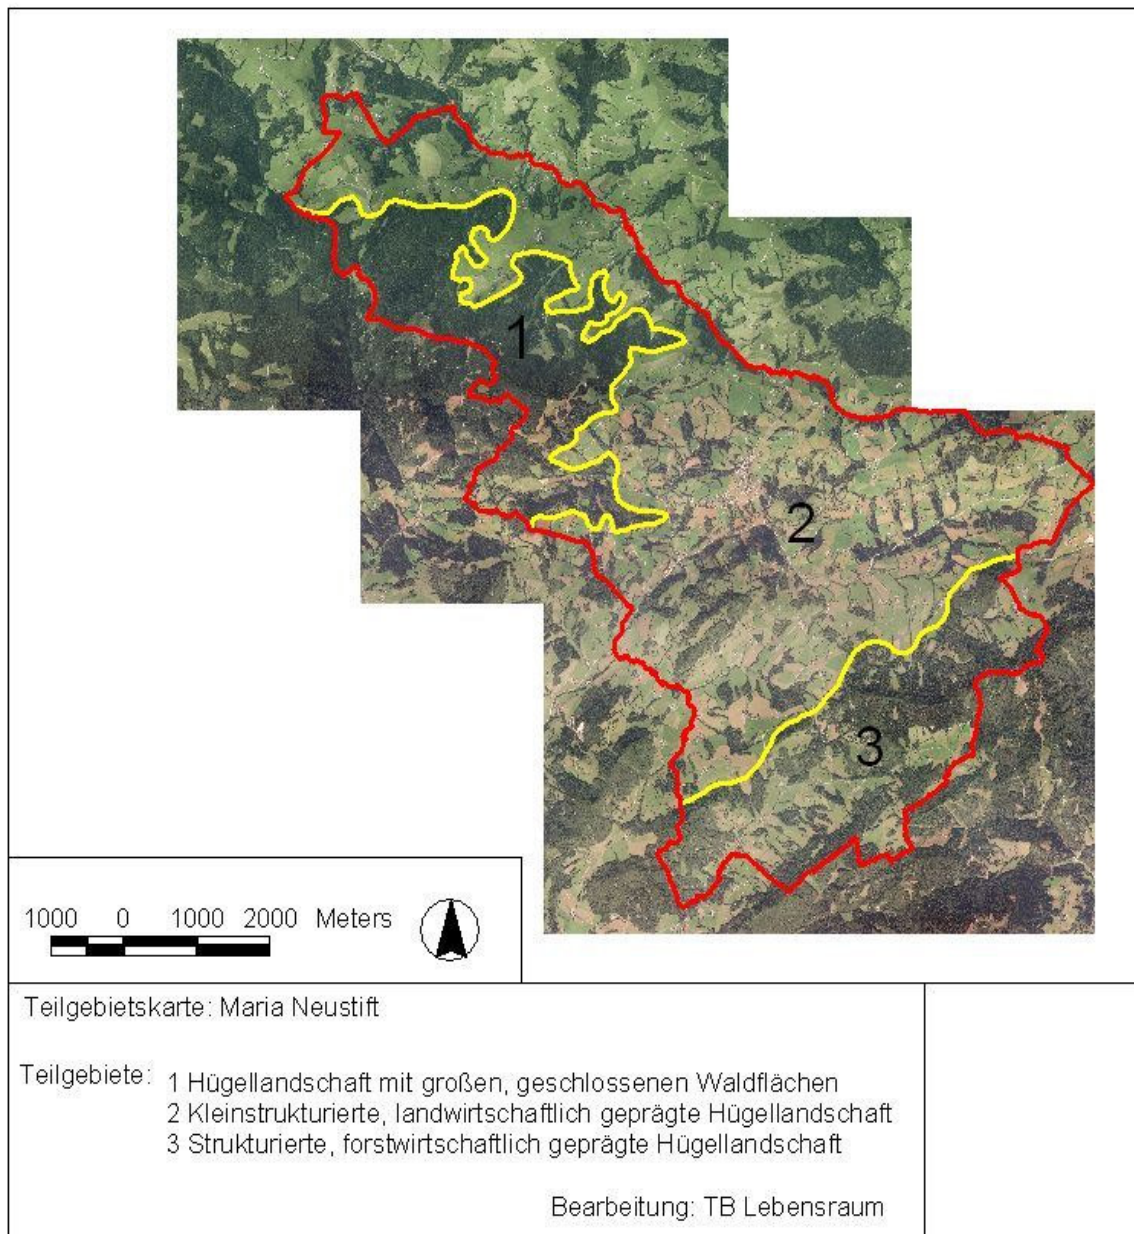 1
2
3
1000 0 1000 2000 Meters
Teilgebietskarte: Maria Neustift
Teilgebiete: 1 Hügellandschaft mit großen, geschlossenen Waldflächen
2 Kleinstrukturierte, landwirtschaftlich geprägte Hügellandschaft
3 Strukturierte, forstwirtschaftlich geprägte Hügellandschaft
Bearbeitung: TB Lebensraum